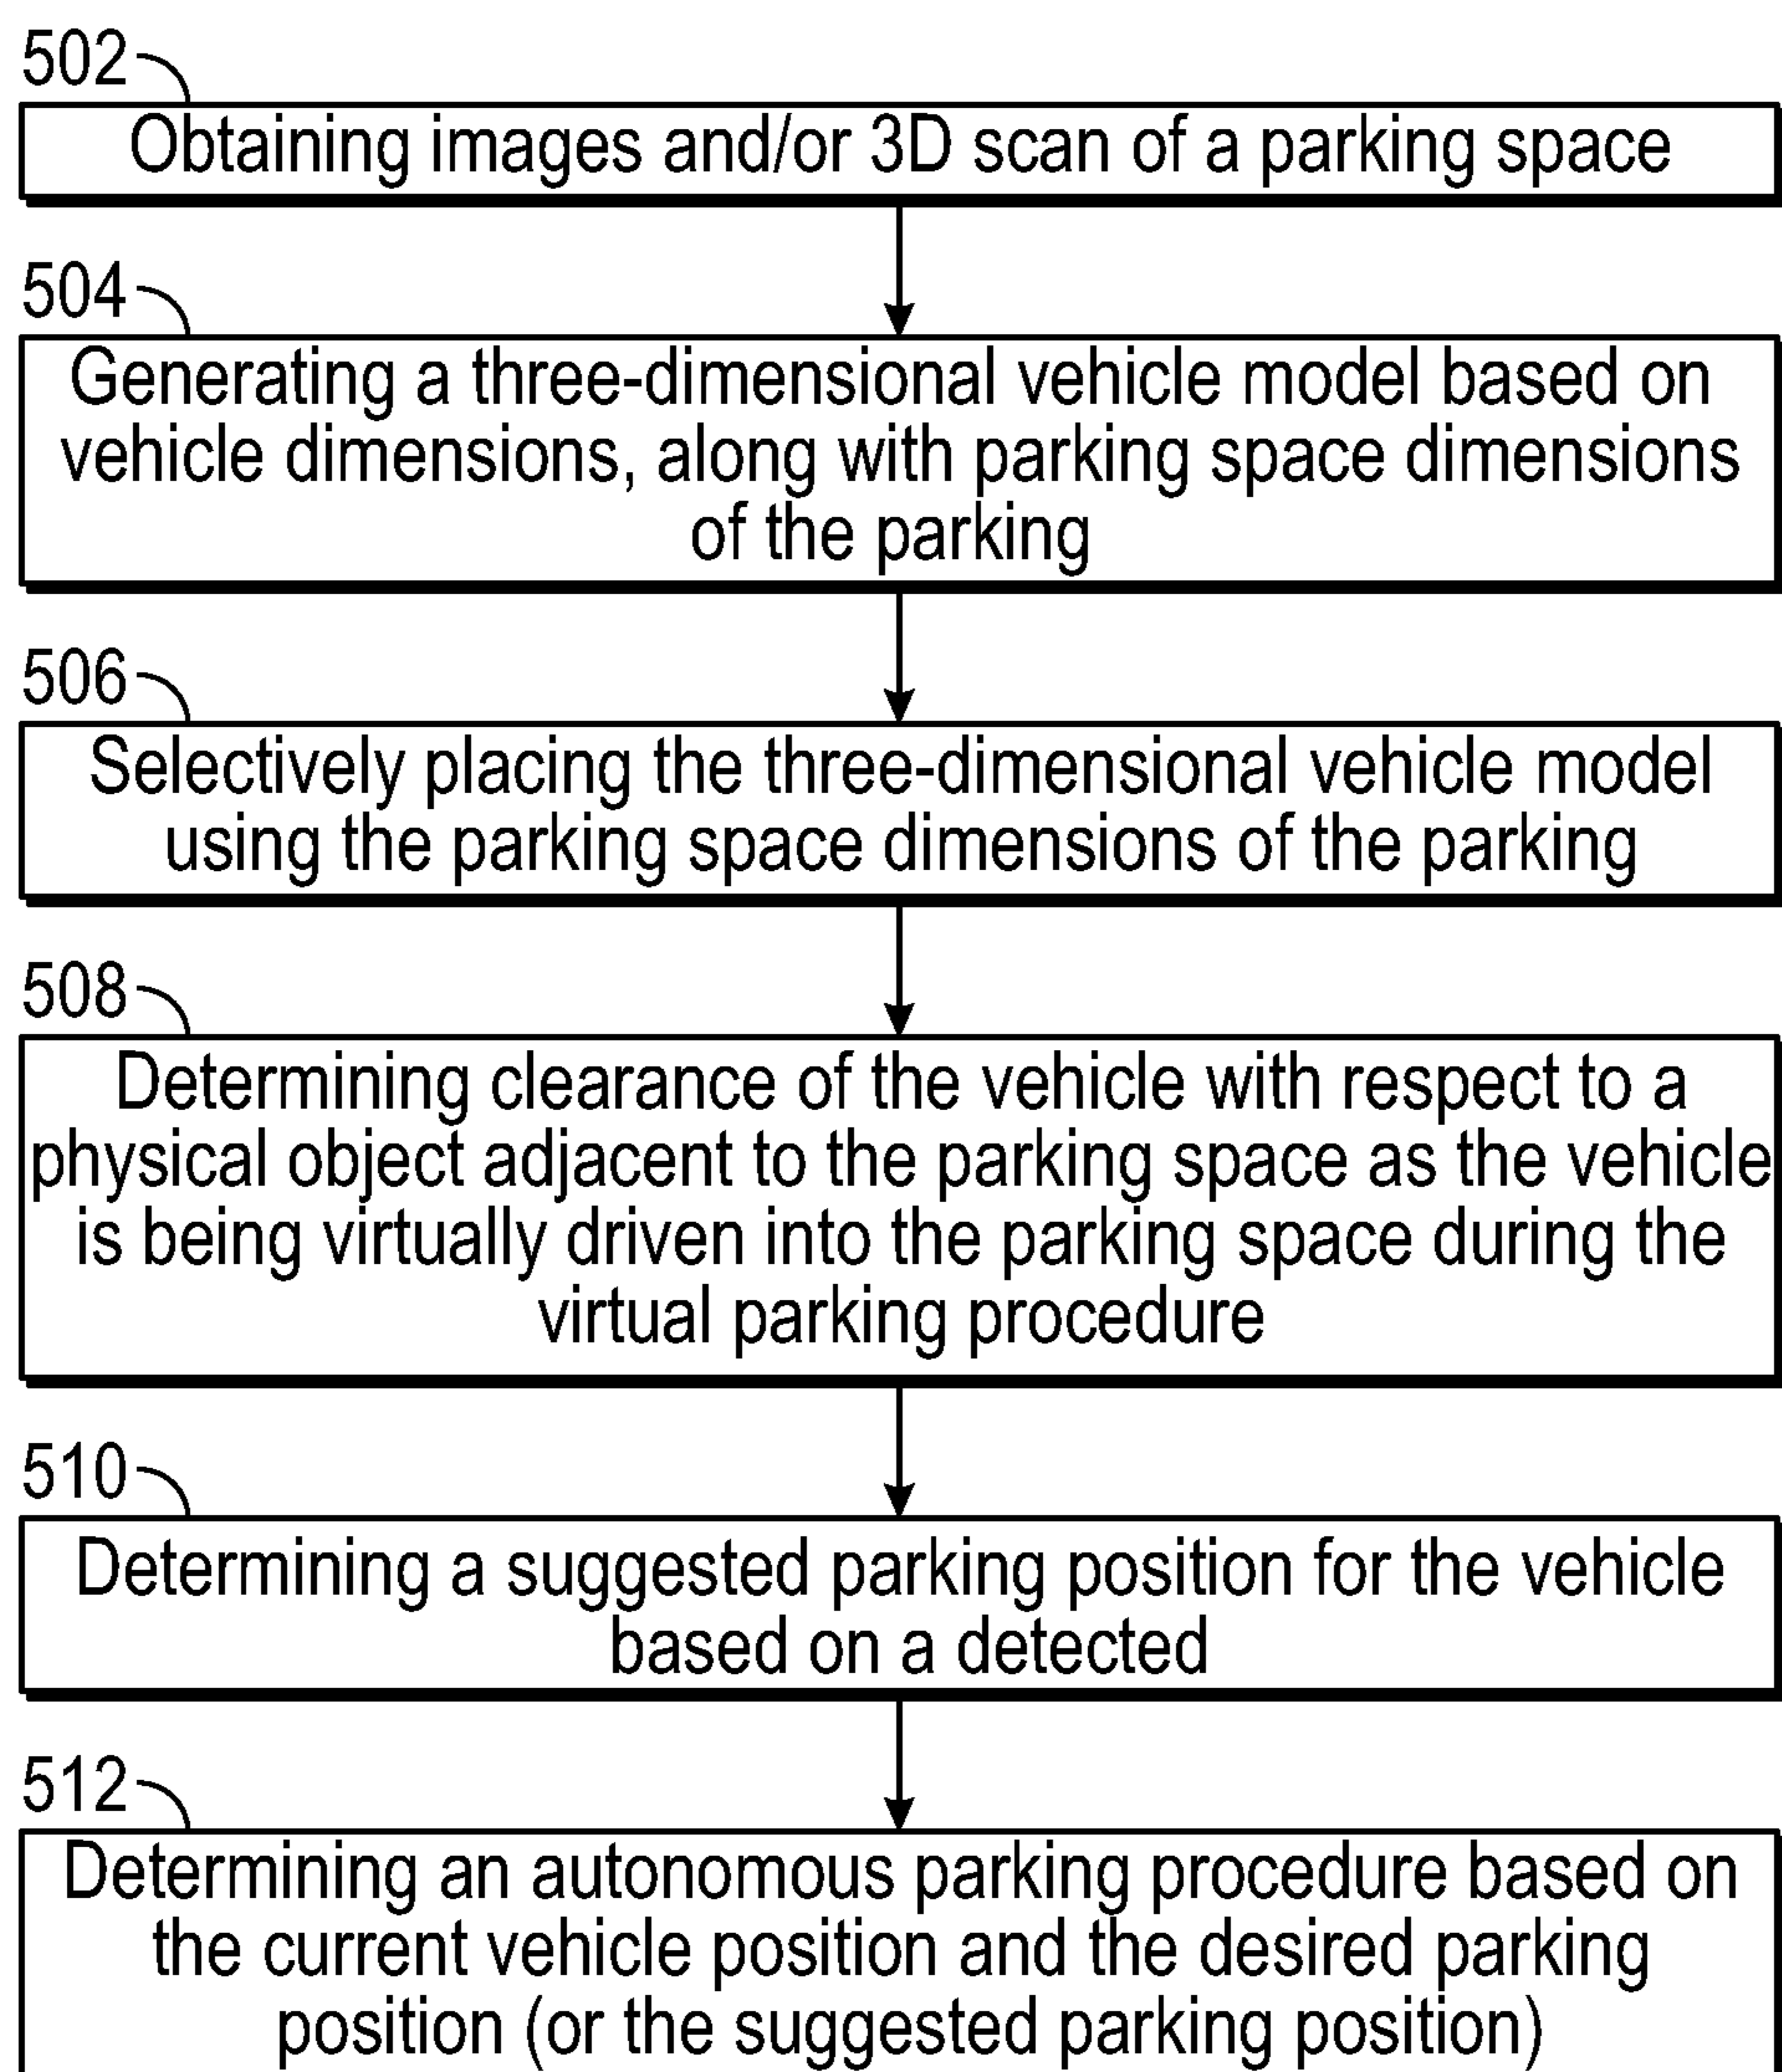 502
Obtaining images and/or 3D scan of a parking space
504
Generating a three-dimensional vehicle model based on
vehicle dimensions, along with parking space dimensions
of the parking
506
Selectively placing the three-dimensional vehicle model
using the parking space dimensions of the parking
508
Determining clearance of the vehicle with respect to a
physical object adjacent to the parking space as the vehicle
is being virtually driven into the parking space during the
virtual parking procedure
510
Determining a suggested parking position for the vehicle
based on a detected
512
Determining an autonomous parking procedure based on
the current vehicle position and the desired parking
position (or the suggested parking position)